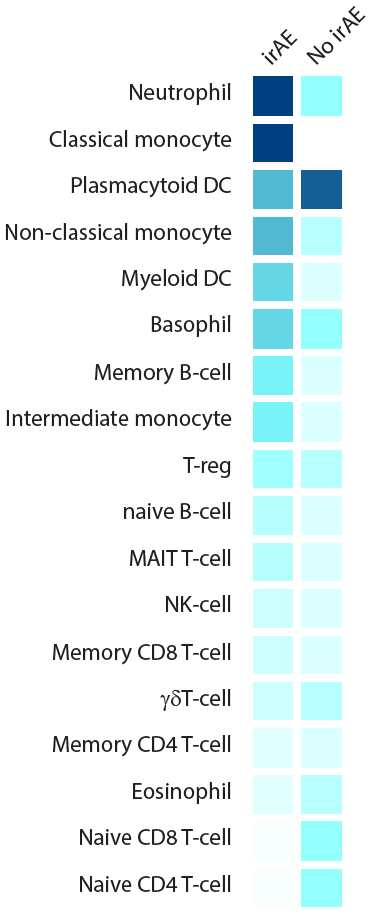 irAE No irAE
Neutrophil
Classical monocyte
Plasmacytoid DC
Non-classical monocyte
Myeloid DC
Basophil
Memory B-cell
Intermediate monocyte
T-reg
naive B-cell
MAIT T-cell
NK-cell
Memory CD8 T-cell
γδT-cell
Memory CD4 T-cell
Eosinophil
Naive CD8 T-cell
Naive CD4 T-cell